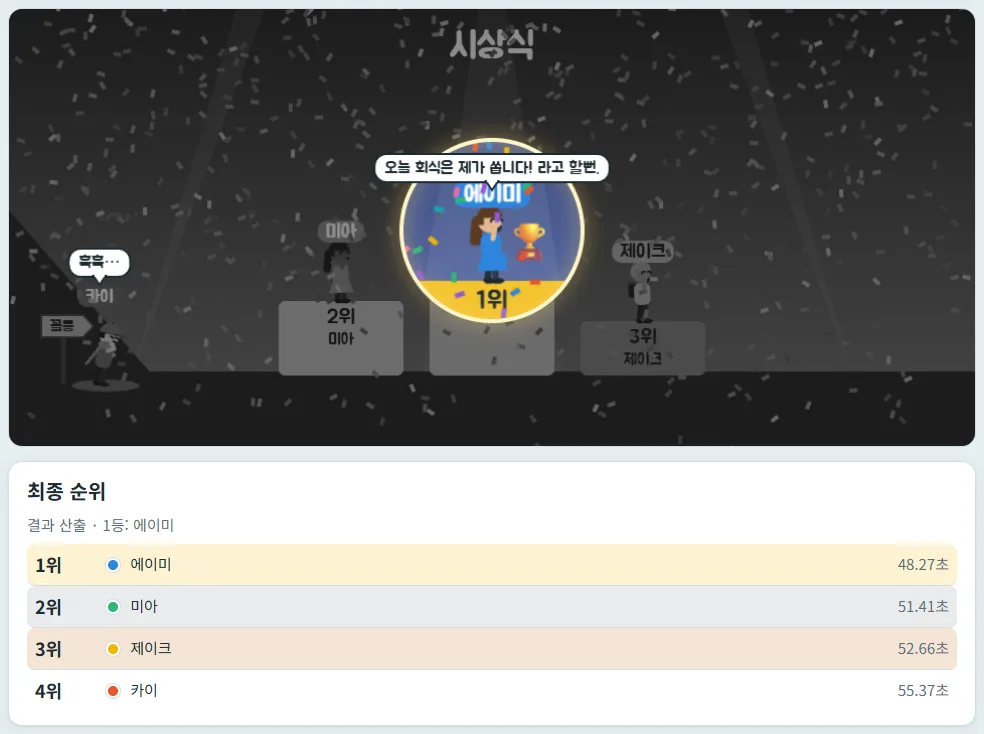 시상식
오늘 회식은 제가 쏩니다! 라고 할뻔.
에이미
1위
미아
2위
미아
제이크
3위
제이크
흑흑…
카이
꼴등
최종 순위
결과 산출 · 1등: 에이미
1위 에이미 48.27초
2위 미아 51.41초
3위 제이크 52.66초
4위 카이 55.37초